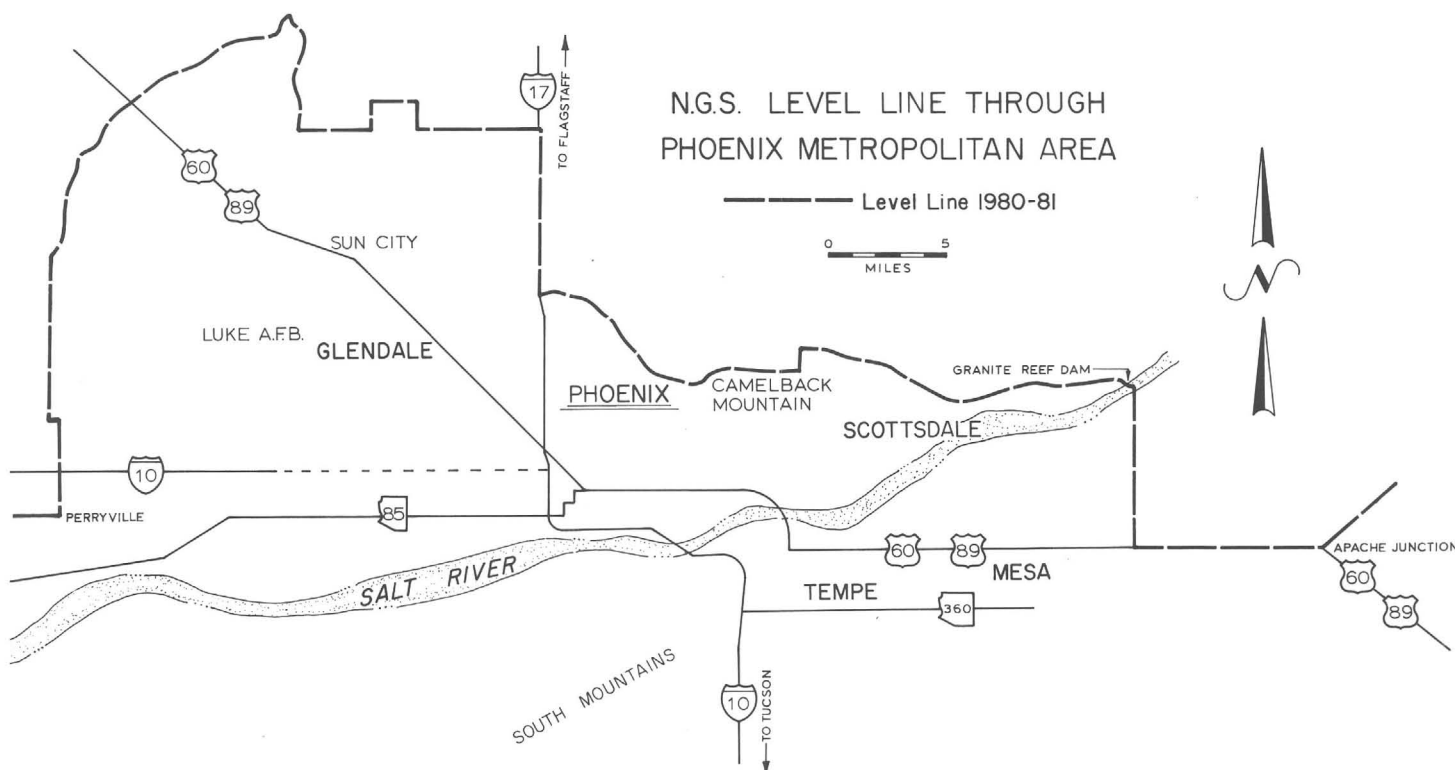 17
TO FLAGSTAFF
N.G.S. LEVEL LINE THROUGH
PHOENIX METROPOLITAN AREA
Level Line 1980-81
0 5
MILES
N
60
89
SUN CITY
LUKE A.F.B.
GLENDALE
PHOENIX
CAMELBACK
MOUNTAIN
GRANITE REEF DAM
SCOTTSDALE
10
PERRYVILLE
85
SALT RIVER
60 89
MESA
APACHE JUNCTION
TEMPE
360
60
89
SOUTH MOUNTAINS
10
TO TUCSON